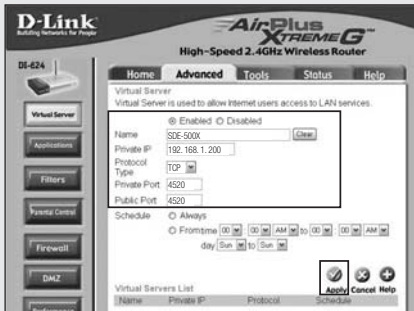 D-Link
Building Networks for People
AirPlus
XTREME G
High-Speed 2.4GHz Wireless Router
DI-624
Home Advanced Tools Status Help
Virtual Server
Virtual Server is used to allow Internet users access to LAN services.
Enabled Disabled
Name SDE-500X Clear
Private IP 192.168.1.200
Protocol Type TCP
Private Port 4520
Public Port 4520
Schedule Always
From time 00 : 00 AM to 00 : 00 AM
day Sun to Sun
Apply Cancel Help
Virtual Servers List
Name Private IP Protocol Schedule
Virtual Server
Applications
Filters
Parental Control
Firewall
DMZ